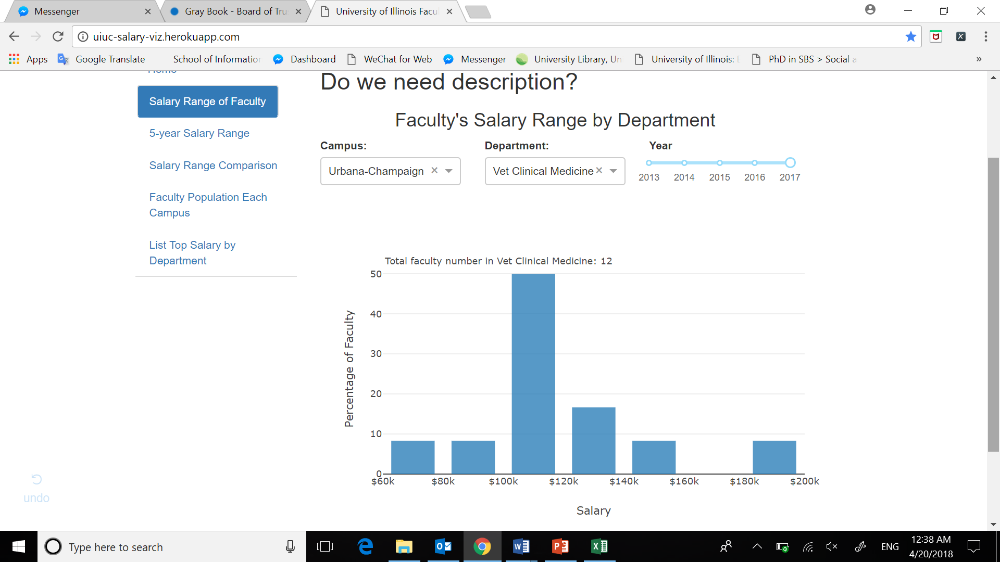 Messenger
Gray Book - Board of Tru
University of Illinois Facul
uiuc-salary-viz.herokuapp.com
Apps
Google Translate
School of Information
Dashboard
WeChat for Web
Messenger
University Library, Un
University of Illinois: E
PhD in SBS > Social a
»
Home
Salary Range of Faculty
5-year Salary Range
Salary Range Comparison
Faculty Population Each
Campus
List Top Salary by
Department
Do we need description?
Faculty's Salary Range by Department
Campus:
Department:
Year
Urbana-Champaign
Vet Clinical Medicine
2013 2014 2015 2016 2017
Total faculty number in Vet Clinical Medicine: 12
Percentage of Faculty
50
40
30
20
10
0
$60k $80k $100k $120k $140k $160k $180k $200k
Salary
undo
Type here to search
ENG
12:38 AM
4/20/2018